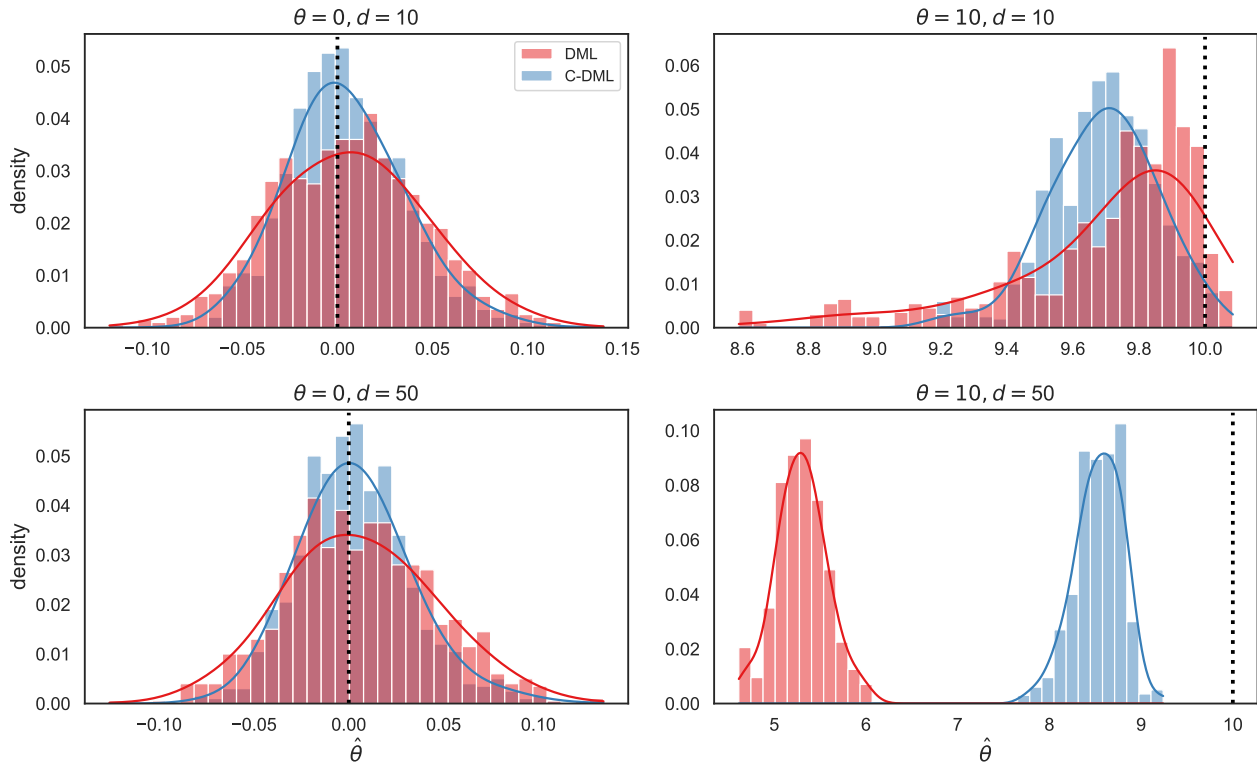 θ = 0, d = 10
density
0.05
0.04
0.03
0.02
0.01
0.00
−0.10 −0.05 0.00 0.05 0.10 0.15
DML
C-DML
θ = 10, d = 10
0.06
0.05
0.04
0.03
0.02
0.01
0.00
8.6 8.8 9.0 9.2 9.4 9.6 9.8 10.0
θ = 0, d = 50
density
0.05
0.04
0.03
0.02
0.01
0.00
−0.10 −0.05 0.00 0.05 0.10
θ̂
θ = 10, d = 50
0.10
0.08
0.06
0.04
0.02
0.00
5 6 7 8 9 10
θ̂